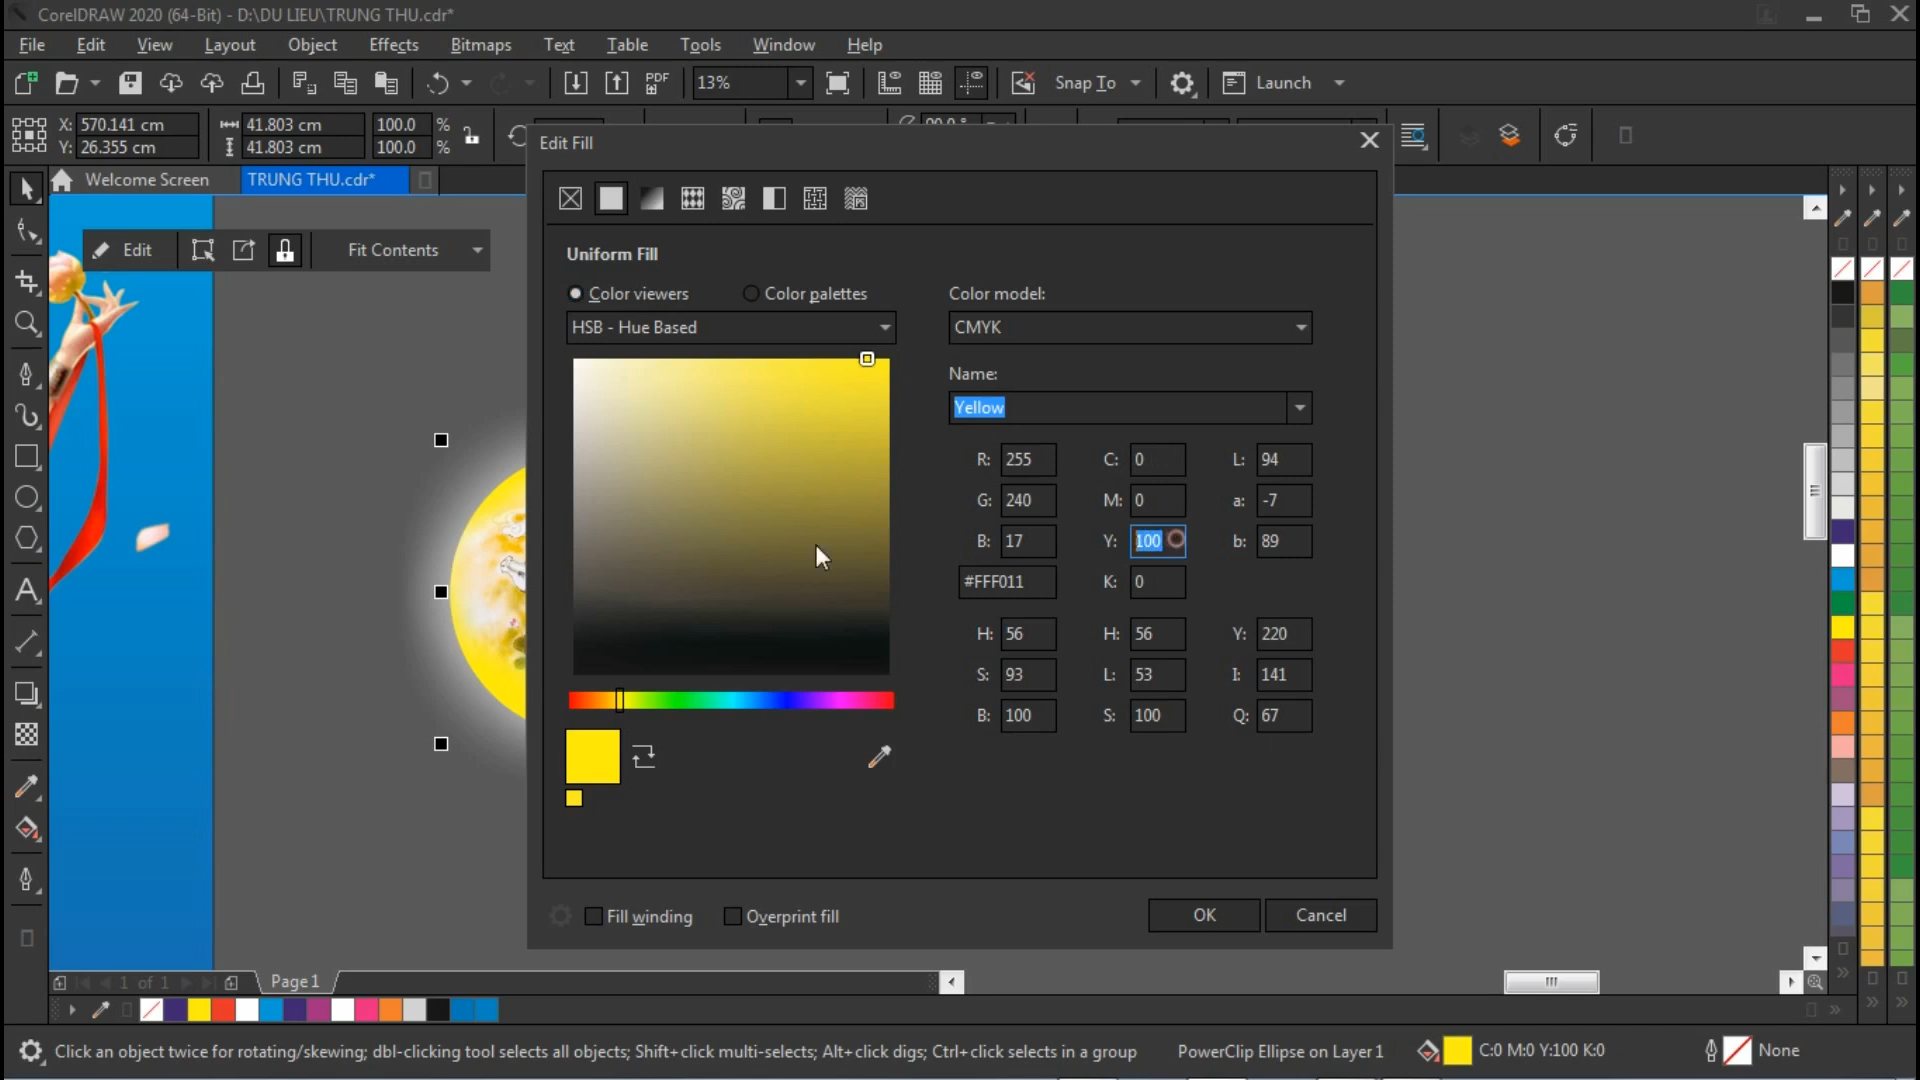 CorelDRAW 2020 (64-Bit) - D:\DU LIEU\TRUNG THU.cdr*
File Edit View Layout Object Effects Bitmaps Text Table Tools Window Help
PDF 13% Snap To Launch
X: 570.141 cm 41.803 cm 100.0 %
Y: 26.355 cm 41.803 cm 100.0 %
Welcome Screen TRUNG THU.cdr*
Edit Fit Contents
Edit Fill
Uniform Fill
Color viewers Color palettes Color model:
HSB - Hue Based CMYK
Name:
Yellow
R: 255 C: 0 L: 94
G: 240 M: 0 a: -7
B: 17 Y: 100 b: 89
#FFF011 K: 0
H: 56 H: 56 Y: 220
S: 93 L: 53 I: 141
B: 100 S: 100 Q: 67
Fill winding Overprint fill OK Cancel
1 of 1 Page 1
Click an object twice for rotating/skewing; dbl-clicking tool selects all objects; Shift+click multi-selects; Alt+click digs; Ctrl+click selects in a group PowerClip Ellipse on Layer 1 C:0 M:0 Y:100 K:0 None